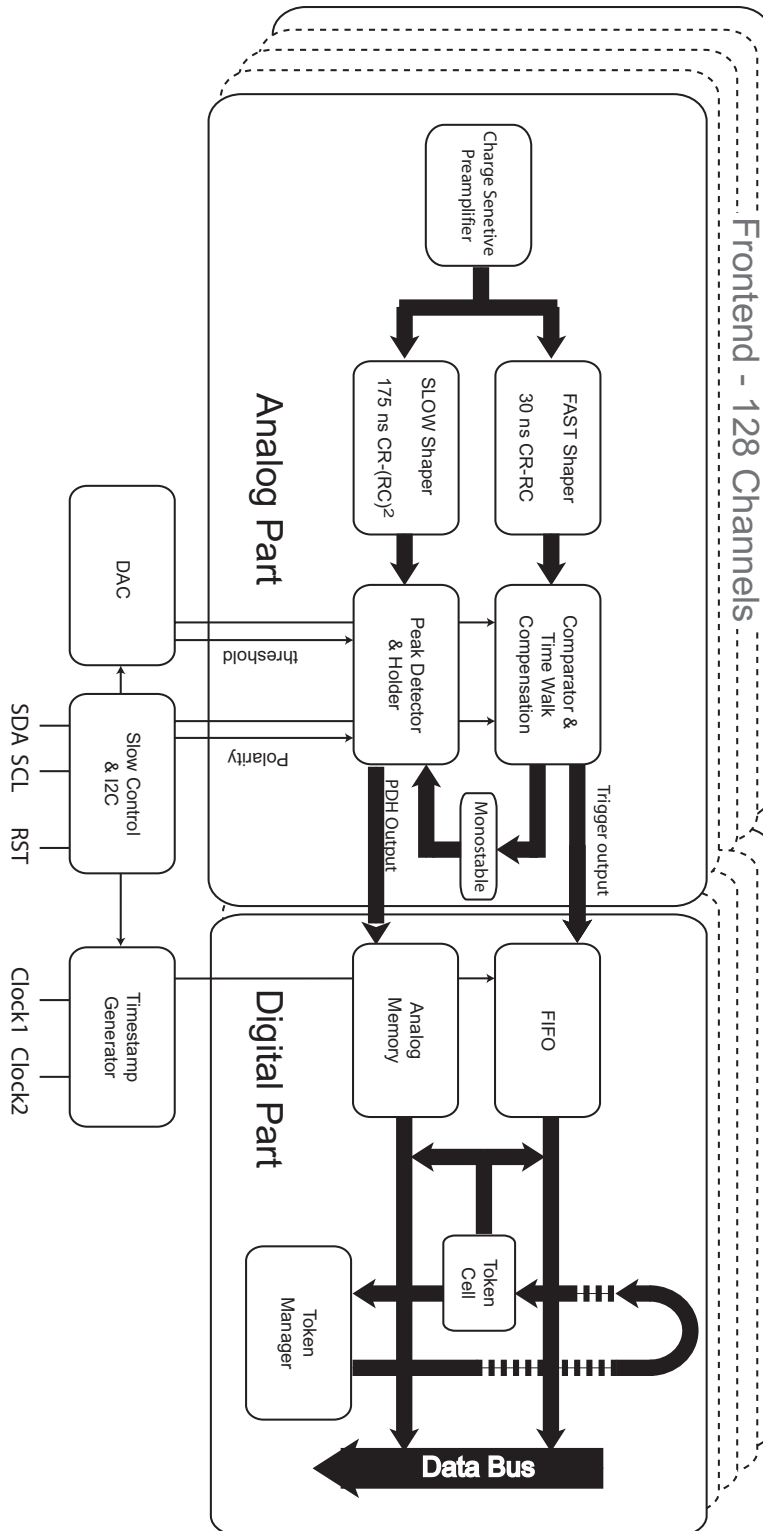 Frontend - 128 Channels
Charge Senetive
Preamplifier
FAST Shaper
30 ns CR-RC
SLOW Shaper
175 ns CR-(RC)²
Comparator &
Time Walk
Compensation
Peak Detector
& Holder
Monostable
Trigger output
PDH Output
threshold
Polarity
Analog Part
DAC
Slow Control
& I2C
SDA SCL
RST
FIFO
Analog
Memory
Token
Cell
Token
Manager
Data Bus
Digital Part
Timestamp
Generator
Clock1 Clock2